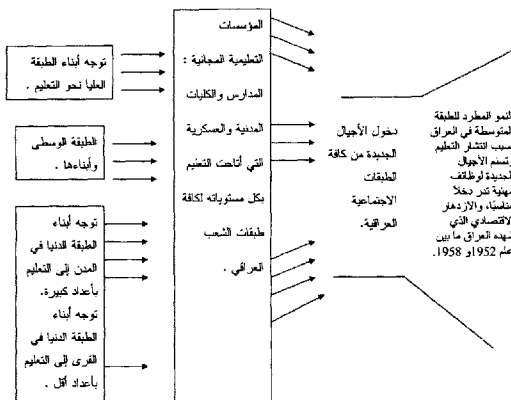 توجه أبناء الطبقة
العليا نحو التعليم .
الطبقة الوسطى
وأبناءها .
توجه أبناء
الطبقة الدنيا في
المدن إلى التعليم
بأعداد كبيرة.
توجه أبناء
الطبقة الدنيا في
القرى إلى التعليم
بأعداد أقل .
المؤسسات
التعليمية المجانية :
المدارس والكليات
المدنية والعسكرية
التي أتاحت التعليم
بكل مستوياته لكافة
طبقات الشعب
العراقي .
دخول الأجيال
الجديدة من كافة
الطبقات
الاجتماعية
العراقية.
النمو المطرد للطبقة
المتوسطة في العراق
بسبب انتشار التعليم
وتسنم الأجيال
الجديدة لوظائف
مهنية تدر دخلاً
مناسباً، والازدهار
الاقتصادي الذي
شهده العراق ما بين
عام 1952و 1958.